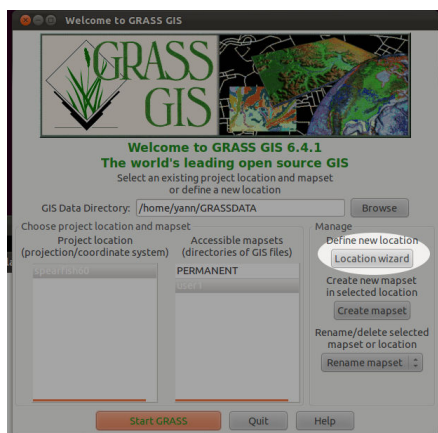 Welcome to GRASS GIS
GRASS
GIS
Welcome to GRASS GIS 6.4.1
The world's leading open source GIS
Select an existing project location and mapset
or define a new location
GIS Data Directory: /home/yann/GRASSDATA Browse
Choose project location and mapset
Project location
(projection/coordinate system)
spearfish60
Accessible mapsets
(directories of GIS files)
PERMANENT
user1
Manage
Define new location
Location wizard
Create new mapset
in selected location
Create mapset
Rename/delete selected
mapset or location
Rename mapset
Start GRASS Quit Help